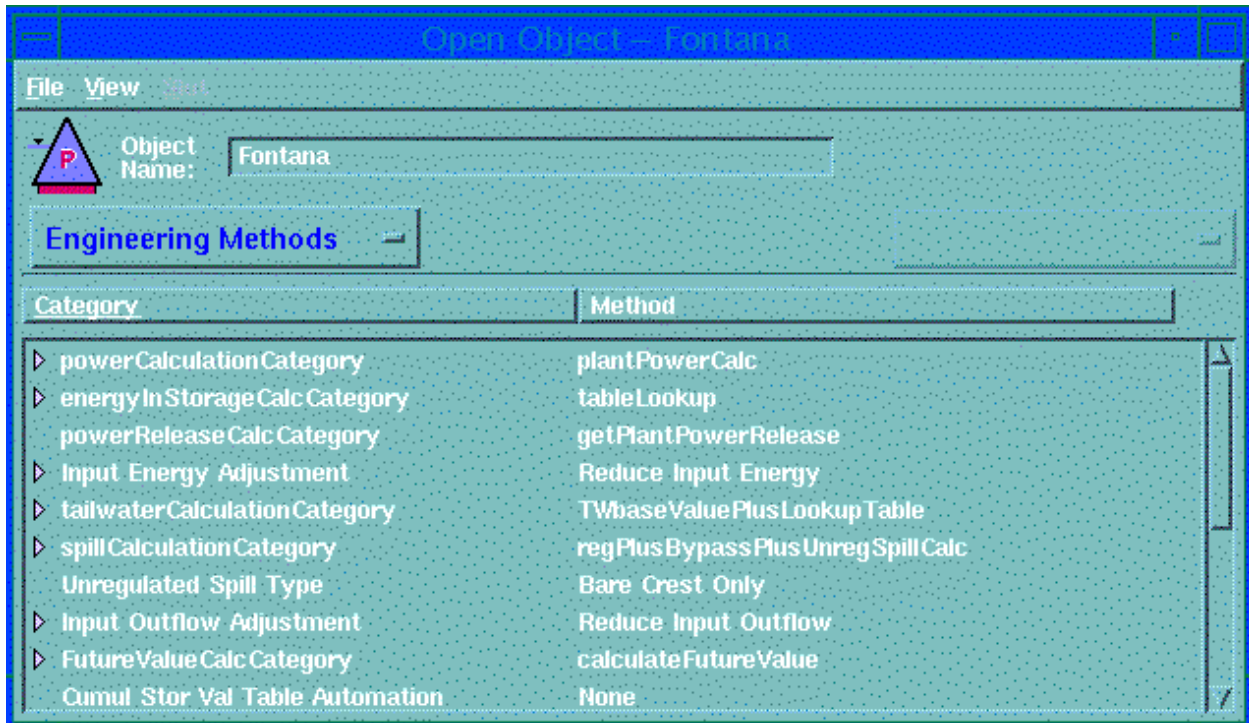 Open Object – Fontana
File View
P
Object Name: Fontana
Engineering Methods
Category Method
powerCalculationCategory plantPowerCalc
energyInStorageCalcCategory tableLookup
powerReleaseCalcCategory getPlantPowerRelease
Input Energy Adjustment Reduce Input Energy
tailwaterCalculationCategory TWbaseValuePlusLookupTable
spillCalculationCategory regPlusBypassPlusUnregSpillCalc
Unregulated Spill Type Bare Crest Only
Input Outflow Adjustment Reduce Input Outflow
FutureValueCalcCategory calculateFutureValue
Cumul Stor Val Table Automation None